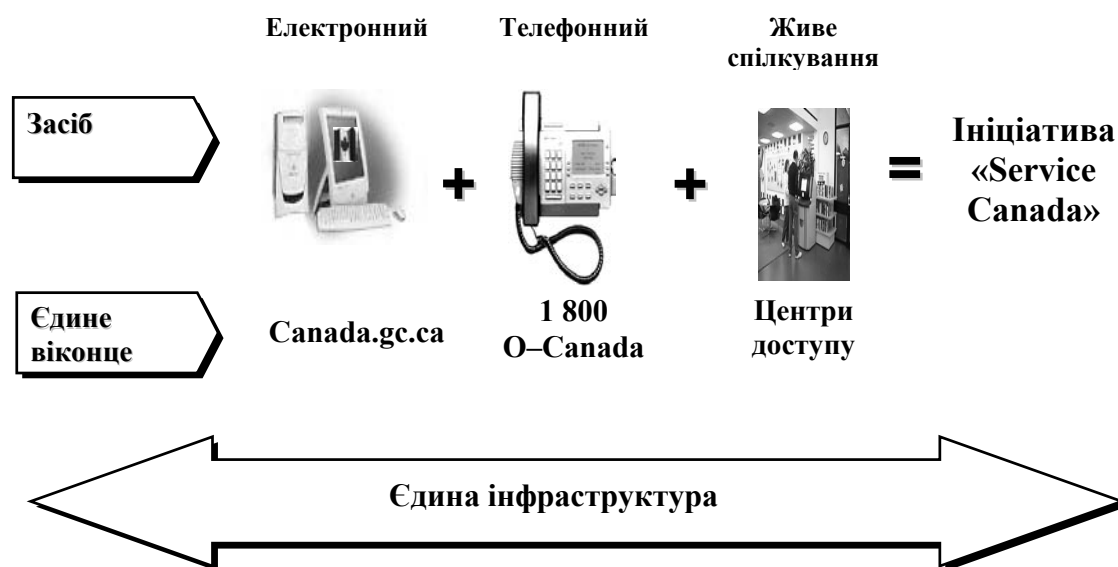 Електронний
Телефонний
Живе
спілкування
Засіб
+
+
=
Ініціатива
«Service
Canada»
Єдине
віконце
Canada.gc.ca
1 800
O–Canada
Центри
доступу
Єдина інфраструктура